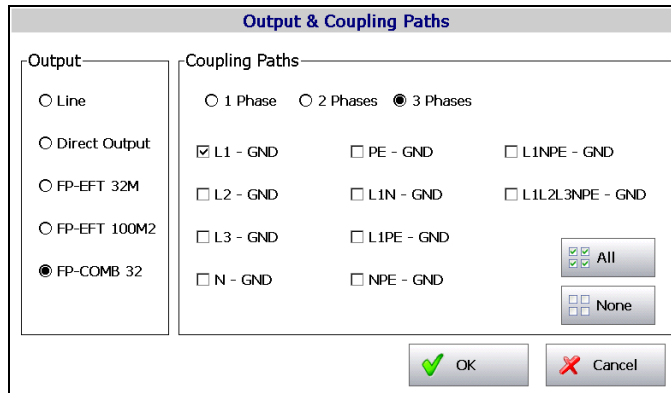 Output & Coupling Paths
Output
Line
Direct Output
FP-EFT 32M
FP-EFT 100M2
FP-COMB 32
Coupling Paths
1 Phase 2 Phases 3 Phases
L1 - GND PE - GND L1NPE - GND
L2 - GND L1N - GND L1L2L3NPE - GND
L3 - GND L1PE - GND
N - GND NPE - GND
All
None
OK Cancel